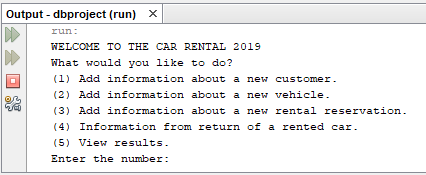 Output - dbproject (run)
run:
WELCOME TO THE CAR RENTAL 2019
What would you like to do?
(1) Add information about a new customer.
(2) Add information about a new vehicle.
(3) Add information about a new rental reservation.
(4) Information from return of a rented car.
(5) View results.
Enter the number: